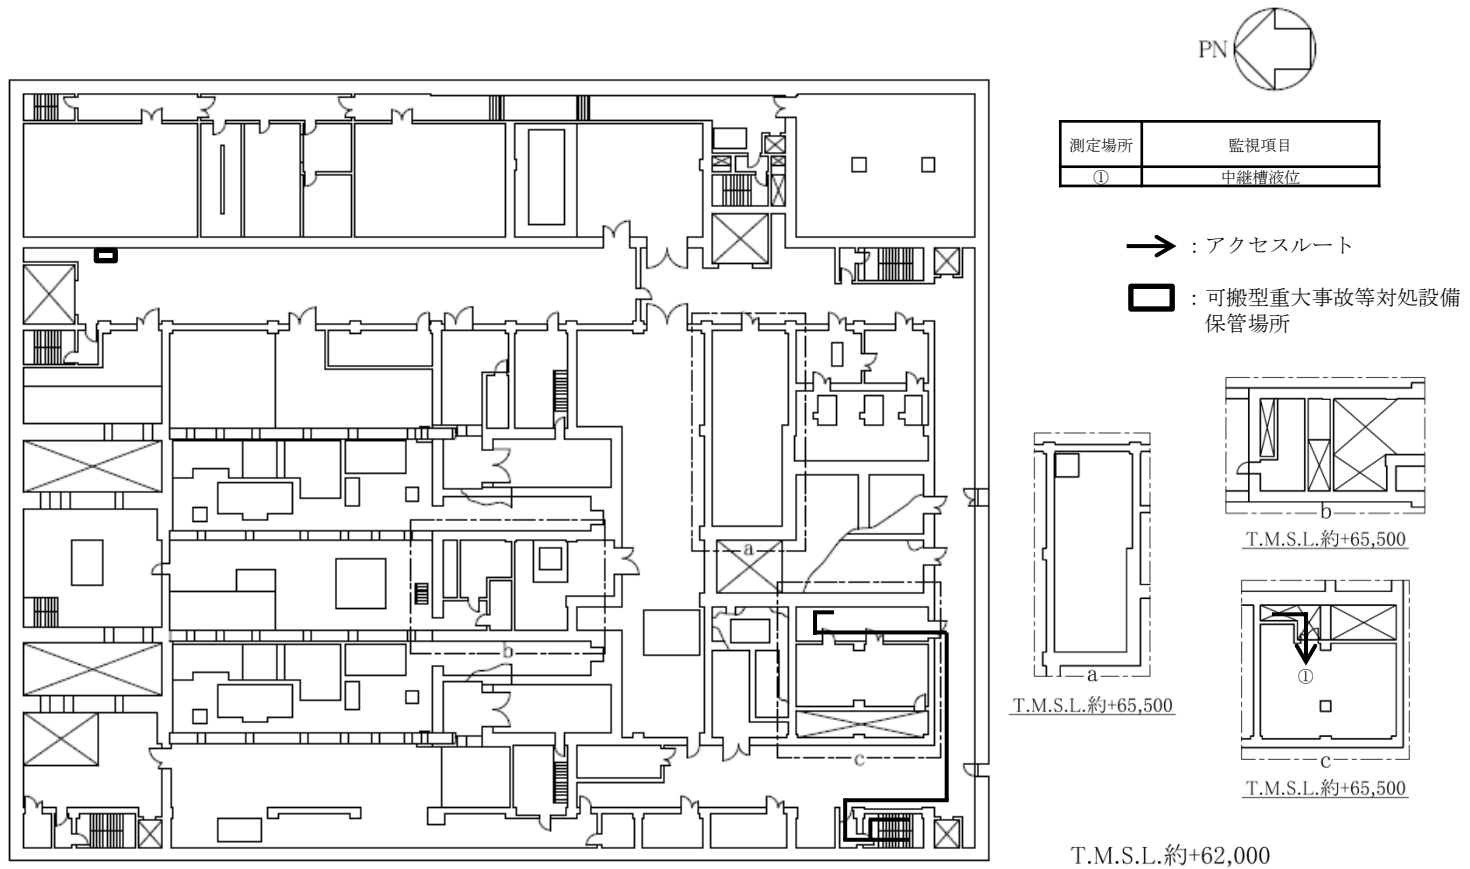 PN
測定場所 監視項目
① 中継槽液位
：アクセスルート
：可搬型重大事故等対処設備
保管場所
a
b
c
a
T.M.S.L.約+65,500
b
T.M.S.L.約+65,500
①
c
T.M.S.L.約+65,500
T.M.S.L.約+62,000